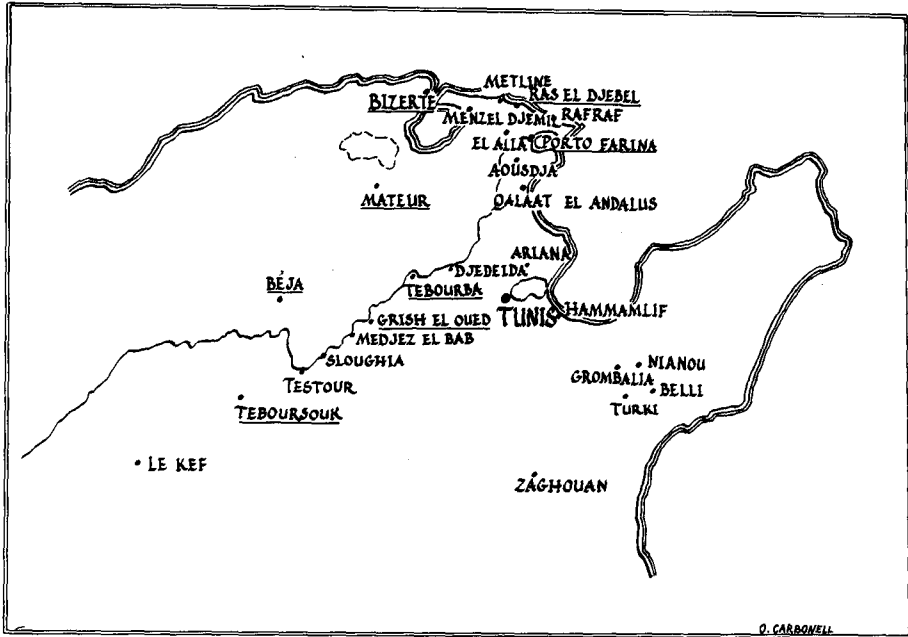 METLINE
RAS EL DJEBEL
BIZERTE
MENZEL DJEMIL
RAFRAF
EL ALIA
PORTO FARINA
AOUSDJA
MATEUR
QALAAT EL ANDALUS
ARIANA
DJEDEIDA
BÉJA
TEBOURBA
TUNIS
HAMMAMLIF
GRISH EL OUED
MEDJEZ EL BAB
SLOUGHIA
NIANOU
GROMBALIA
TESTOUR
BELLI
TURKI
TEBOURSOUK
LE KEF
ZAGHOUAN
O. CARBONELL